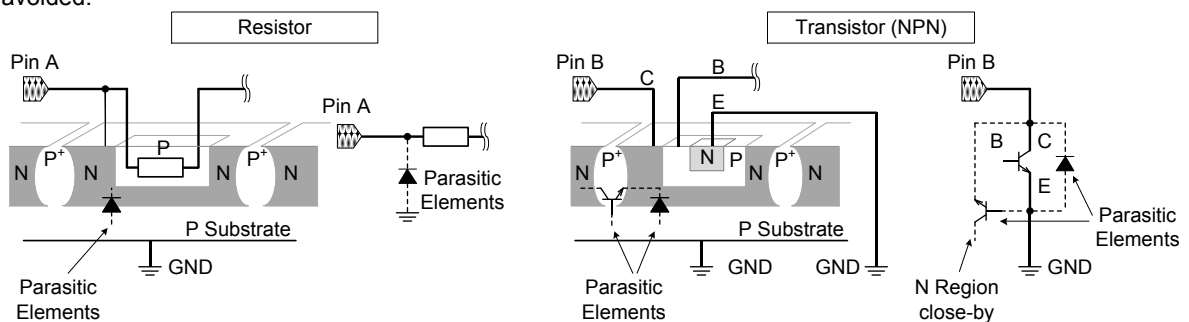 avoided.
Resistor
Transistor (NPN)
Pin A
Pin A
P
N
P+
N
N
P+
N
Parasitic
Elements
P Substrate
GND
Parasitic
Elements
Pin B
C
B
E
N
P+
N
N
P
N
P+
N
P Substrate
GND
GND
Parasitic
Elements
Pin B
B
C
E
Parasitic
Elements
GND
N Region
close-by